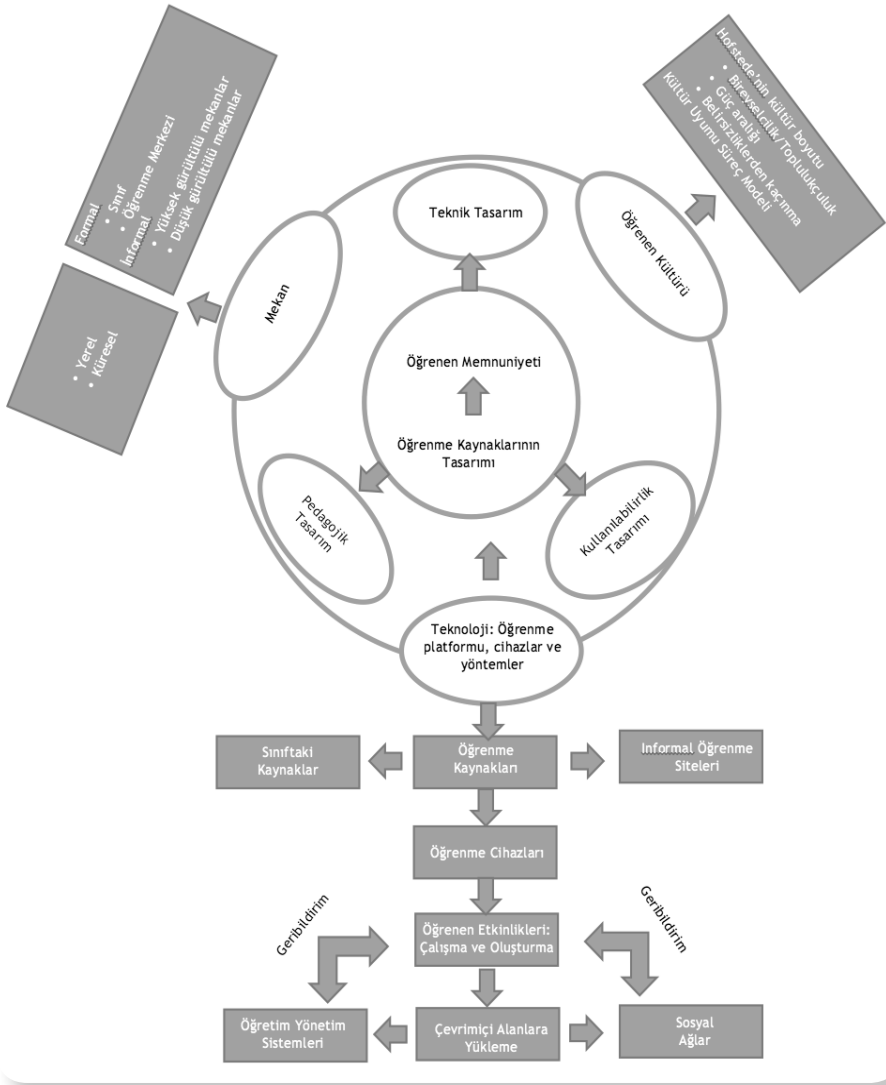 Formal
• Sınıf
• Öğrenme Merkezi
İnformal
• Yüksek gürültülü mekanlar
• Düşük gürültülü mekanlar
Hofstede'nin kültür boyutu
• Bireyselcilik/Toplulukçuluk
• Güç aralığı
• Belirsizliklerden kaçınma
Kültür Uyumu Süreç Modeli
Teknik Tasarım
Öğrenen Kültürü
Mekan
• Yerel
• Küresel
Öğrenen Memnuniyeti
Öğrenme Kaynaklarının
Tasarımı
Pedagojik
Tasarım
Kullanılabilirlik
Tasarımı
Teknoloji: Öğrenme
platformu, cihazlar ve
yöntemler
Sınıftaki
Kaynaklar
Öğrenme
Kaynakları
Informal Öğrenme
Siteleri
Öğrenme Cihazları
Geribildirim
Öğrenen Etkinlikleri:
Çalışma ve Oluşturma
Geribildirim
Öğretim Yönetim
Sistemleri
Çevrimiçi Alanlara
Yükleme
Sosyal
Ağlar